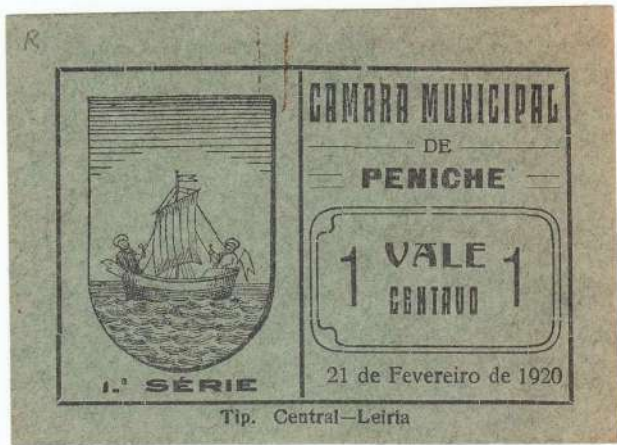 R
CAMARA MUNICIPAL
DE
PENICHE
1 VALE 1
CENTAVO
1.ª SÉRIE
21 de Fevereiro de 1920
Tip. Central—Leiria